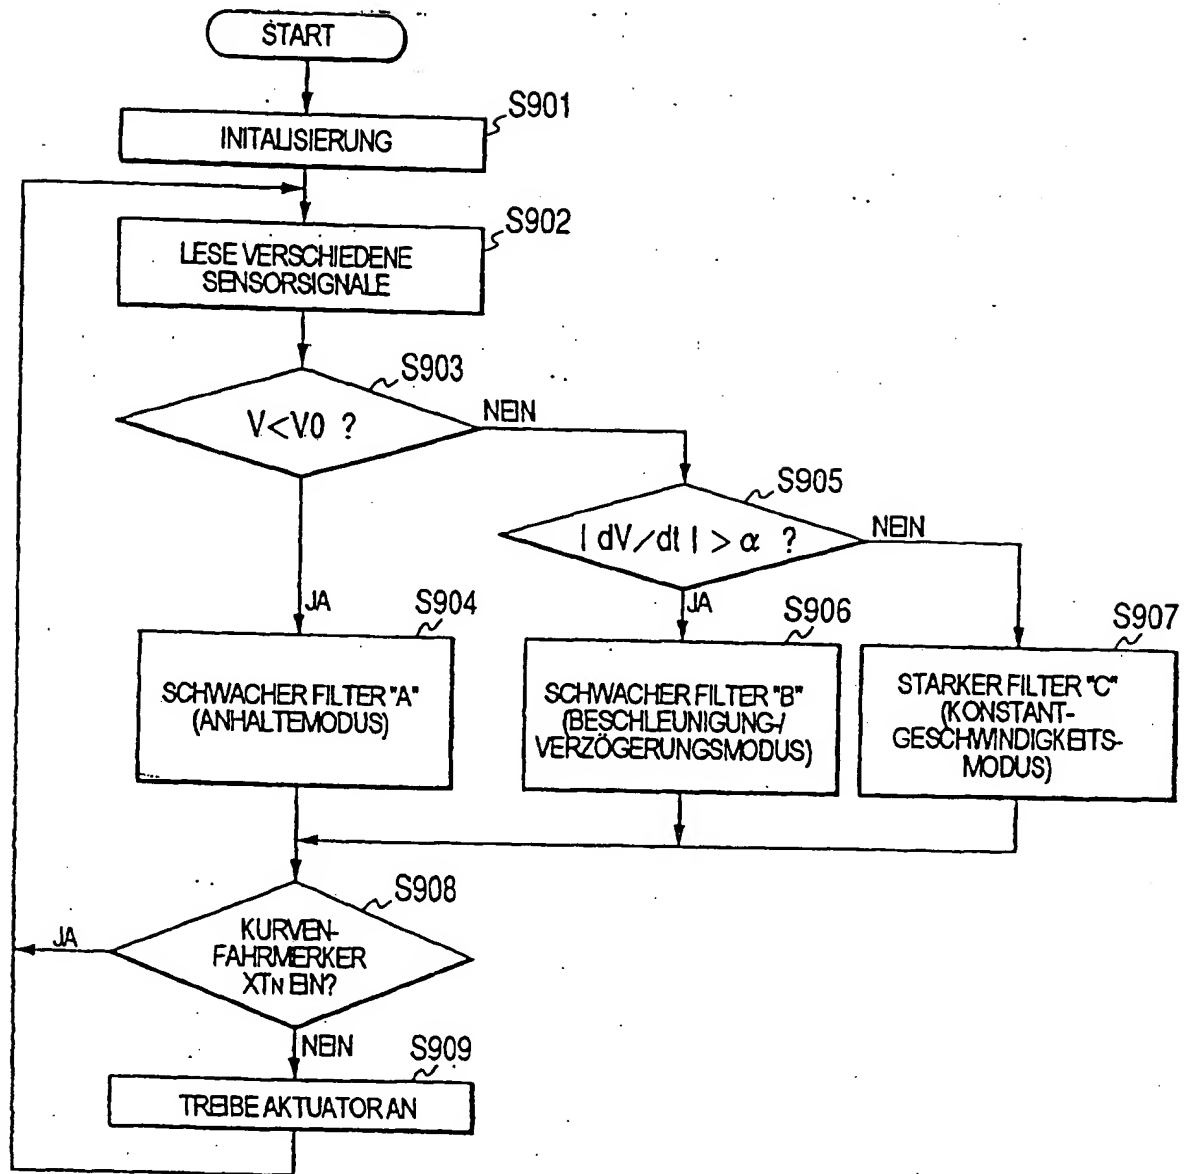 START
S901
INITALISIERUNG
S902
LESE VERSCHIEDENE
SENSORSIGNALE
S903
V<V0 ?
NEIN
S905
| dV/dt | > α ?
NEIN
JA
S904
SCHWACHER FILTER "A"
(ANHALTEMODUS)
JA
S906
SCHWACHER FILTER "B"
(BESCHLEUNIGUNG-/
VERZÖGERUNGSMODUS)
S907
STARKER FILTER "C"
(KONSTANT-
GESCHWINDIGKEITS-
MODUS)
S908
KURVEN-
FAHRMERKER
XTN EIN?
JA
NEIN
S909
TREIBE AKTUATOR AN